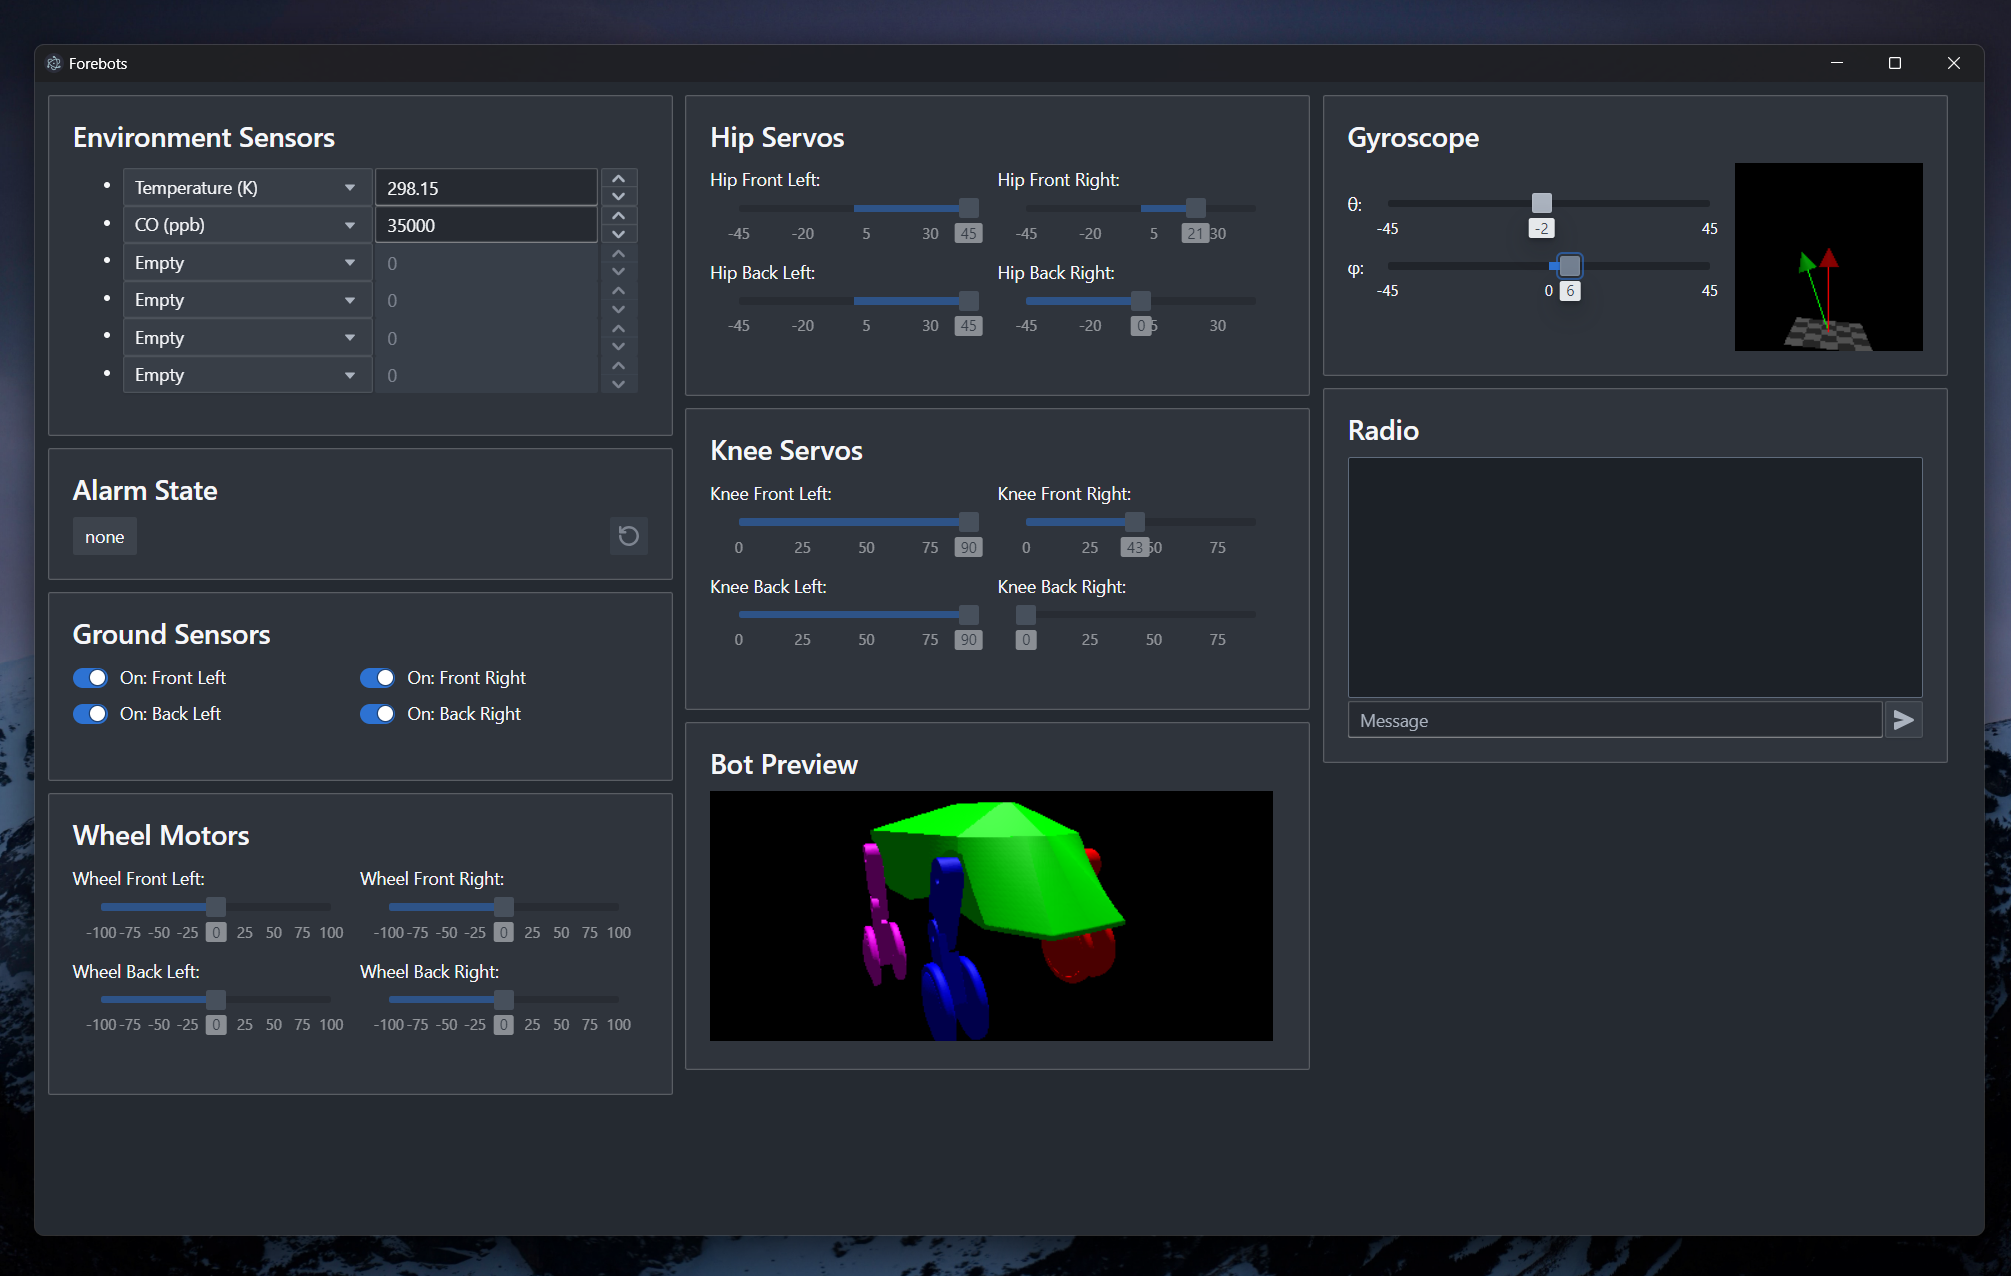 Forebots
Environment Sensors
Temperature (K) 298.15
CO (ppb) 35000
Empty 0
Empty 0
Empty 0
Empty 0
Alarm State
none
Ground Sensors
On: Front Left On: Front Right
On: Back Left On: Back Right
Wheel Motors
Wheel Front Left: Wheel Front Right:
-100 -75 -50 -25 0 25 50 75 100 -100 -75 -50 -25 0 25 50 75 100
Wheel Back Left: Wheel Back Right:
-100 -75 -50 -25 0 25 50 75 100 -100 -75 -50 -25 0 25 50 75 100
Hip Servos
Hip Front Left: Hip Front Right:
-45 -20 5 30 45 -45 -20 5 21 30
Hip Back Left: Hip Back Right:
-45 -20 5 30 45 -45 -20 0 5 30
Knee Servos
Knee Front Left: Knee Front Right:
0 25 50 75 90 0 25 43 50 75
Knee Back Left: Knee Back Right:
0 25 50 75 90 0 25 50 75
Bot Preview
Gyroscope
θ:
-45 -2 45
φ:
-45 0 6 45
Radio
Message